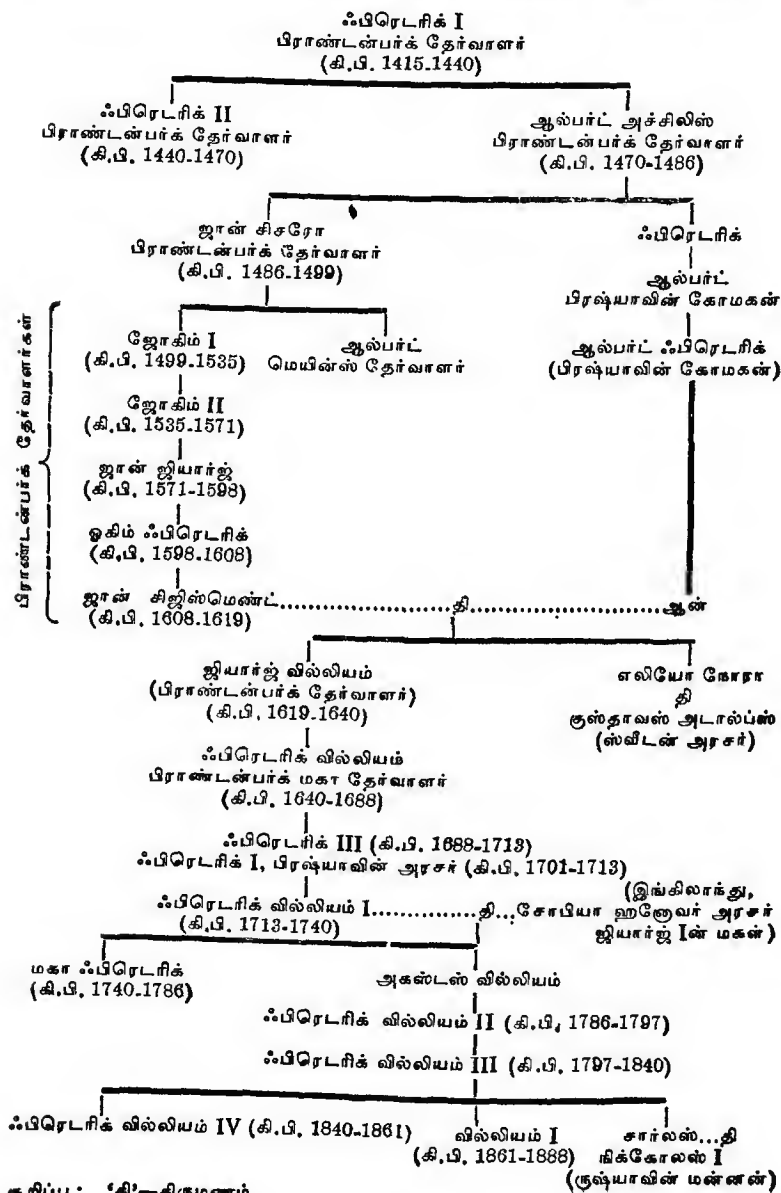 ஃபிரெடரிக் I
பிராண்டன்பர்க் தேர்வாளர்
(கி.பி. 1415-1440)
ஃபிரெடரிக் II
பிராண்டன்பர்க் தேர்வாளர்
(கி.பி. 1440-1470)
ஆல்பர்ட் அச்சிலிஸ்
பிராண்டன்பர்க் தேர்வாளர்
(கி.பி. 1470-1486)
ஜான் சிசரோ
பிராண்டன்பர்க் தேர்வாளர்
(கி.பி. 1486-1499)
ஃபிரெடரிக்
ஆல்பர்ட்
பிரஷ்யாவின் கோமகன்
ஆல்பர்ட் ஃபிரெடரிக்
(பிரஷ்யாவின் கோமகன்)
பிராண்டன்பர்க் தேர்வாளர்கள்
ஜோகிம் I
(கி.பி. 1499-1535)
ஆல்பர்ட்
மெயின்ஸ் தேர்வாளர்
ஜோகிம் II
(கி.பி. 1535-1571)
ஜான் ஜியார்ஜ்
(கி.பி. 1571-1598)
ஓகிம் ஃபிரெடரிக்
(கி.பி. 1598-1608)
ஜான் சிஜிஸ்மெண்ட்....................தி....................ஆன்
(கி.பி. 1608-1619)
ஜியார்ஜ் வில்லியம்
(பிராண்டன்பர்க் தேர்வாளர்)
(கி.பி. 1619-1640)
எலியோ நோரா
தி
குஸ்தாவஸ் அடால்ப்ஸ்
(ஸ்வீடன் அரசர்)
ஃபிரெடரிக் வில்லியம்
பிராண்டன்பர்க் மகா தேர்வாளர்
(கி.பி. 1640-1688)
ஃபிரெடரிக் III (கி.பி. 1688-1713)
ஃபிரெடரிக் I, பிரஷ்யாவின் அரசர் (கி.பி. 1701-1713)
ஃபிரெடரிக் வில்லியம் I..............தி...சோபியா ஹனோவர் அரசர்
(கி.பி. 1713-1740)
(இங்கிலாந்து,
ஜியார்ஜ் Iன் மகள்)
மகா ஃபிரெடரிக்
(கி.பி. 1740-1786)
அகஸ்டஸ் வில்லியம்
ஃபிரெடரிக் வில்லியம் II (கி.பி. 1786-1797)
ஃபிரெடரிக் வில்லியம் III (கி.பி. 1797-1840)
ஃபிரெடரிக் வில்லியம் IV (கி.பி. 1840-1861)
வில்லியம் I
(கி.பி. 1861-1888)
சார்லஸ்...தி
நிக்கோலஸ் I
(ருஷ்யாவின் மன்னன்)